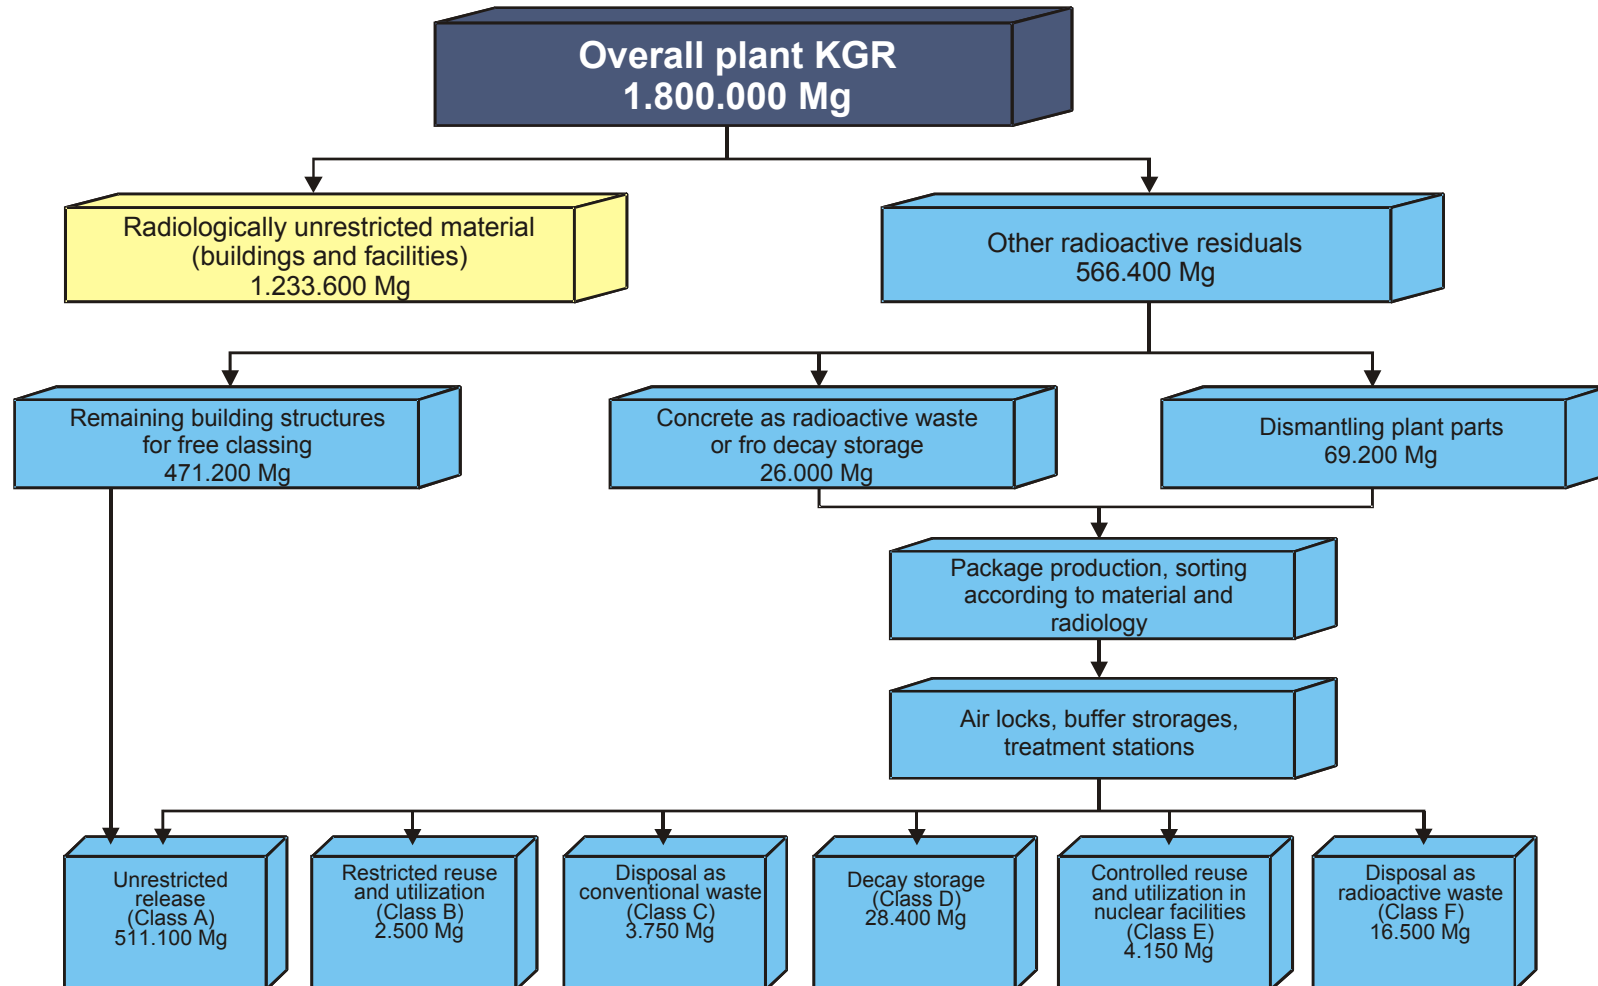 Overall plant KGR
1.800.000 Mg
Radiologically unrestricted material
(buildings and facilities)
1.233.600 Mg
Other radioactive residuals
566.400 Mg
Remaining building structures
for free classing
471.200 Mg
Concrete as radioactive waste
or fro decay storage
26.000 Mg
Dismantling plant parts
69.200 Mg
Package production, sorting
according to material and
radiology
Air locks, buffer strorages,
treatment stations
Unrestricted
release
(Class A)
511.100 Mg
Restricted reuse
and utilization
(Class B)
2.500 Mg
Disposal as
conventional waste
(Class C)
3.750 Mg
Decay storage
(Class D)
28.400 Mg
Controlled reuse
and utilization in
nuclear facilities
(Class E)
4.150 Mg
Disposal as
radioactive waste
(Class F)
16.500 Mg